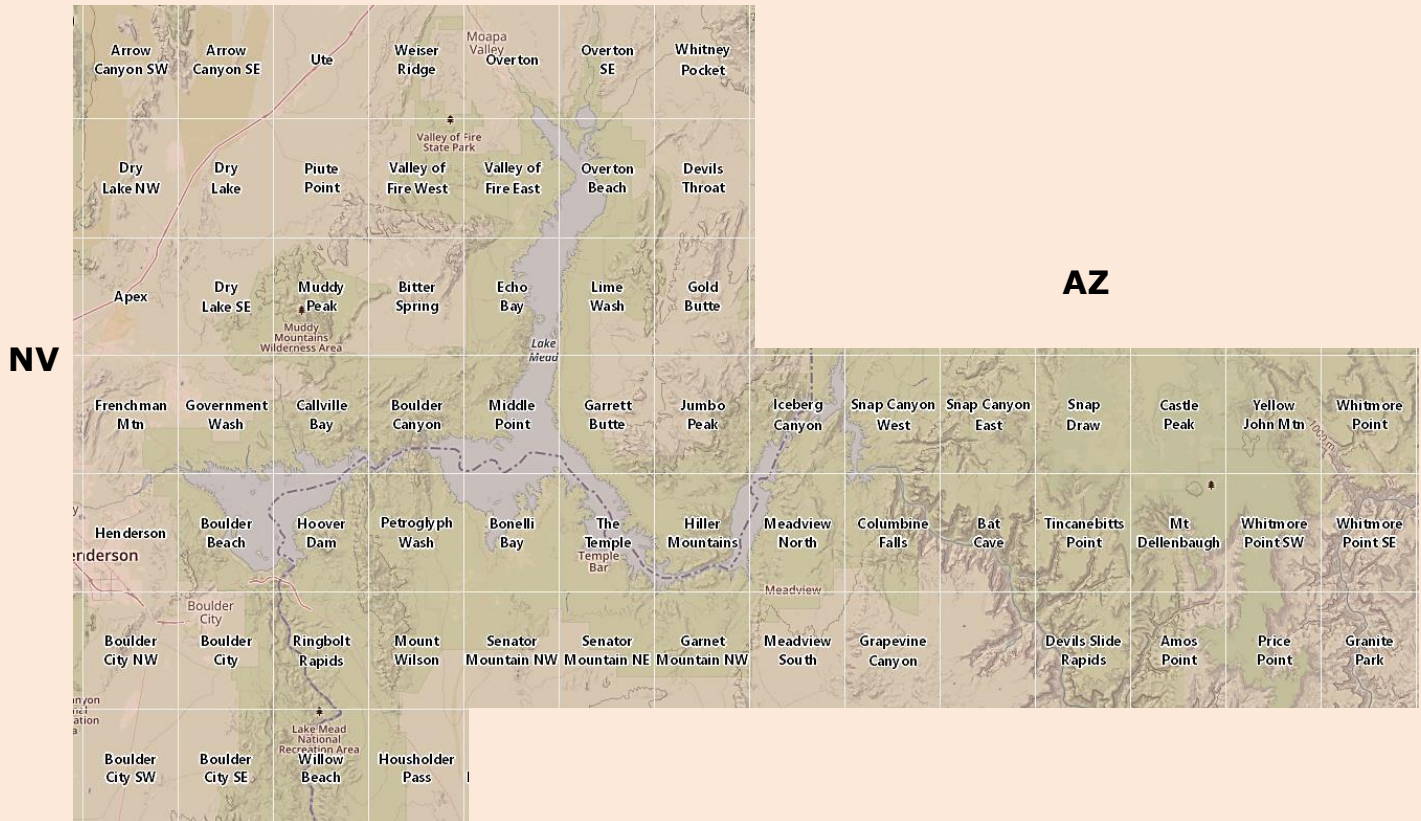 Arrow
Canyon SW
Arrow
Canyon SE
Ute
Weiser
Ridge
Moapa
Valley
Overton
Overton
SE
Whitney
Pocket
Valley of Fire
State Park
Dry
Lake NW
Dry
Lake
Piute
Point
Valley of
Fire West
Valley of
Fire East
Overton
Beach
Devils
Throat
AZ
Apex
Dry
Lake SE
Muddy
Peak
Muddy
Mountains
Wilderness Area
Bitter
Spring
Echo
Bay
Lime
Wash
Gold
Butte
Lake
Mead
NV
Frenchman
Mtn
Government
Wash
Callville
Bay
Boulder
Canyon
Middle
Point
Garrett
Butte
Jumbo
Peak
Iceberg
Canyon
Snap Canyon
West
Snap Canyon
East
Snap
Draw
Castle
Peak
Yellow
John Mtn
Whitmore
Point
1000 m
Henderson
enderson
Boulder
Beach
Hoover
Dam
Petroglyph
Wash
Bonelli
Bay
The
Temple
Temple
Bar
Hiller
Mountains
Meadview
North
Columbine
Falls
Bat
Cave
Tincanebitts
Point
Mt
Dellenbaugh
Whitmore
Point SW
Whitmore
Point SE
Meadview
Boulder
City
Boulder
City NW
Boulder
City
Ringbolt
Rapids
Mount
Wilson
Senator
Mountain NW
Senator
Mountain NE
Garnet
Mountain NW
Meadview
South
Grapevine
Canyon
Devils Slide
Rapids
Amos
Point
Price
Point
Granite
Park
Lake Mead
National
Recreation Area
Boulder
City SW
Boulder
City SE
Willow
Beach
Housholder
Pass